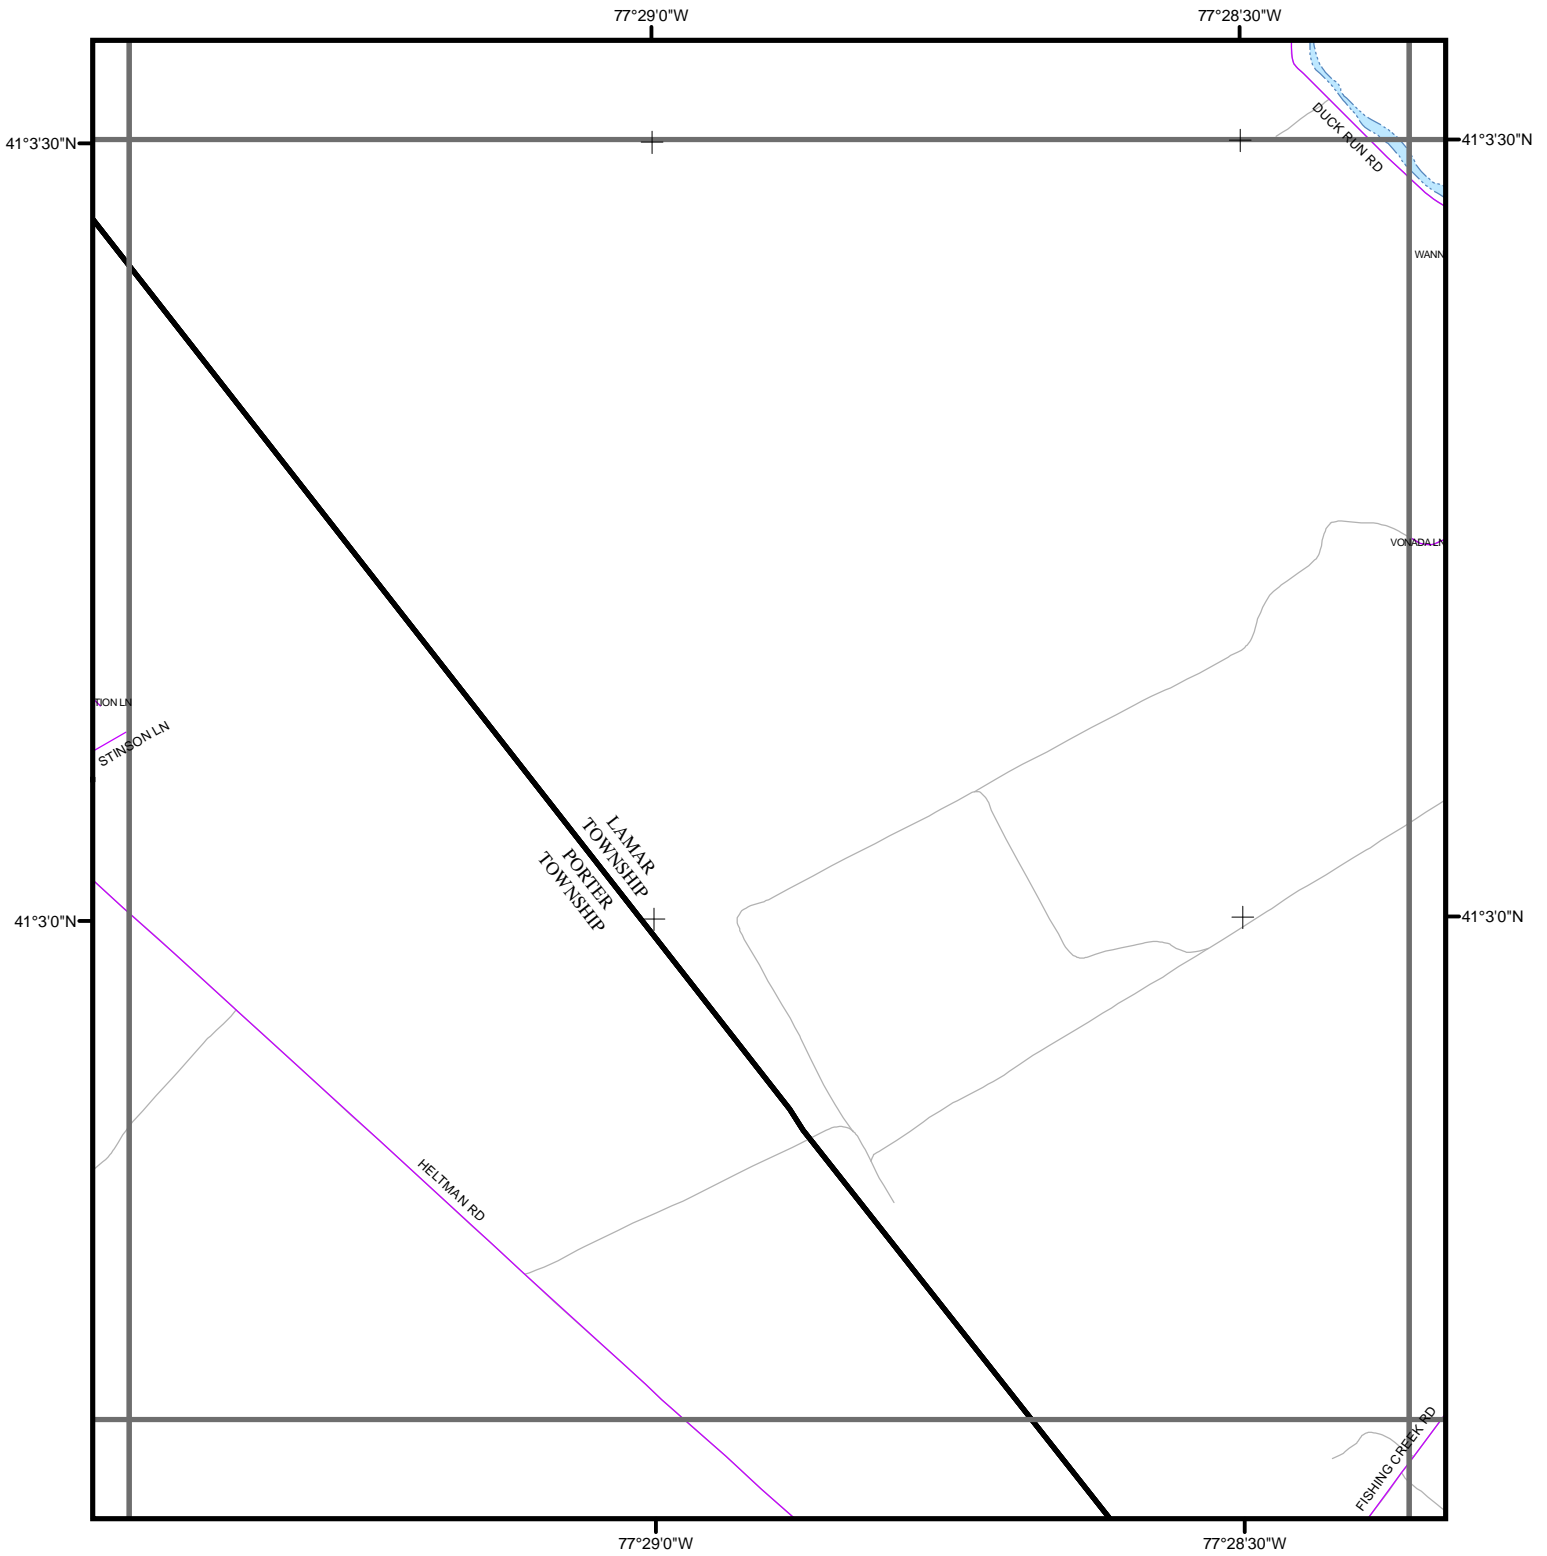 77°29'0"W
77°28'30"W
41°3'30"N
41°3'30"N
DUCK RUN RD
WANN
VONADA LN
TION LN
STINSON LN
LAMAR
TOWNSHIP
PORTER
TOWNSHIP
41°3'0"N
41°3'0"N
HELTMAN RD
FISHING CREEK RD
77°29'0"W
77°28'30"W